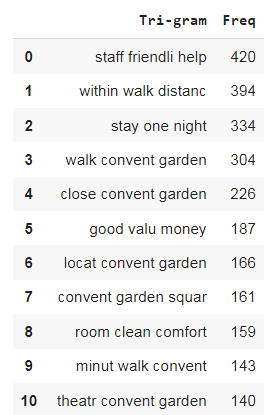 Tri-gram Freq
0 staff friendli help 420
1 within walk distanc 394
2 stay one night 334
3 walk convent garden 304
4 close convent garden 226
5 good valu money 187
6 locat convent garden 166
7 convent garden squar 161
8 room clean comfort 159
9 minut walk convent 143
10 theatr convent garden 140